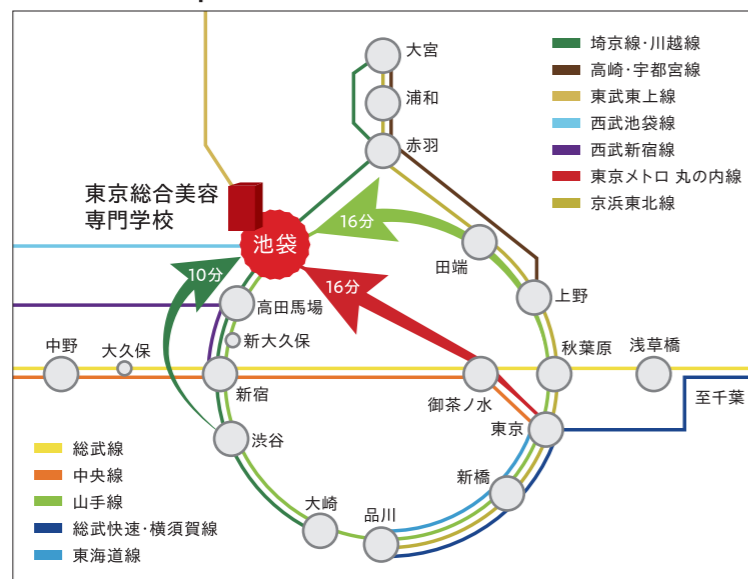 大宮
浦和
赤羽
埼京線・川越線
高崎・宇都宮線
東武東上線
西武池袋線
西武新宿線
東京メトロ 丸の内線
京浜東北線
東京総合美容
専門学校
池袋
16分
10分
16分
田端
上野
高田馬場
新大久保
中野
大久保
新宿
御茶ノ水
秋葉原
浅草橋
至千葉
東京
渋谷
新橋
大崎
品川
総武線
中央線
山手線
総武快速・横須賀線
東海道線